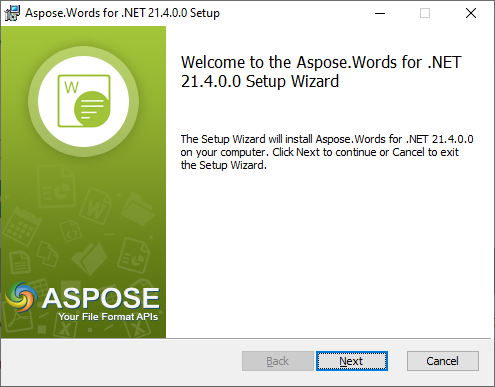 Aspose.Words for .NET 21.4.0.0 Setup
W
Welcome to the Aspose.Words for .NET
21.4.0.0 Setup Wizard
The Setup Wizard will install Aspose.Words for .NET 21.4.0.0
on your computer. Click Next to continue or Cancel to exit
the Setup Wizard.
ASPOSE
Your File Format APIs
Back
Next
Cancel